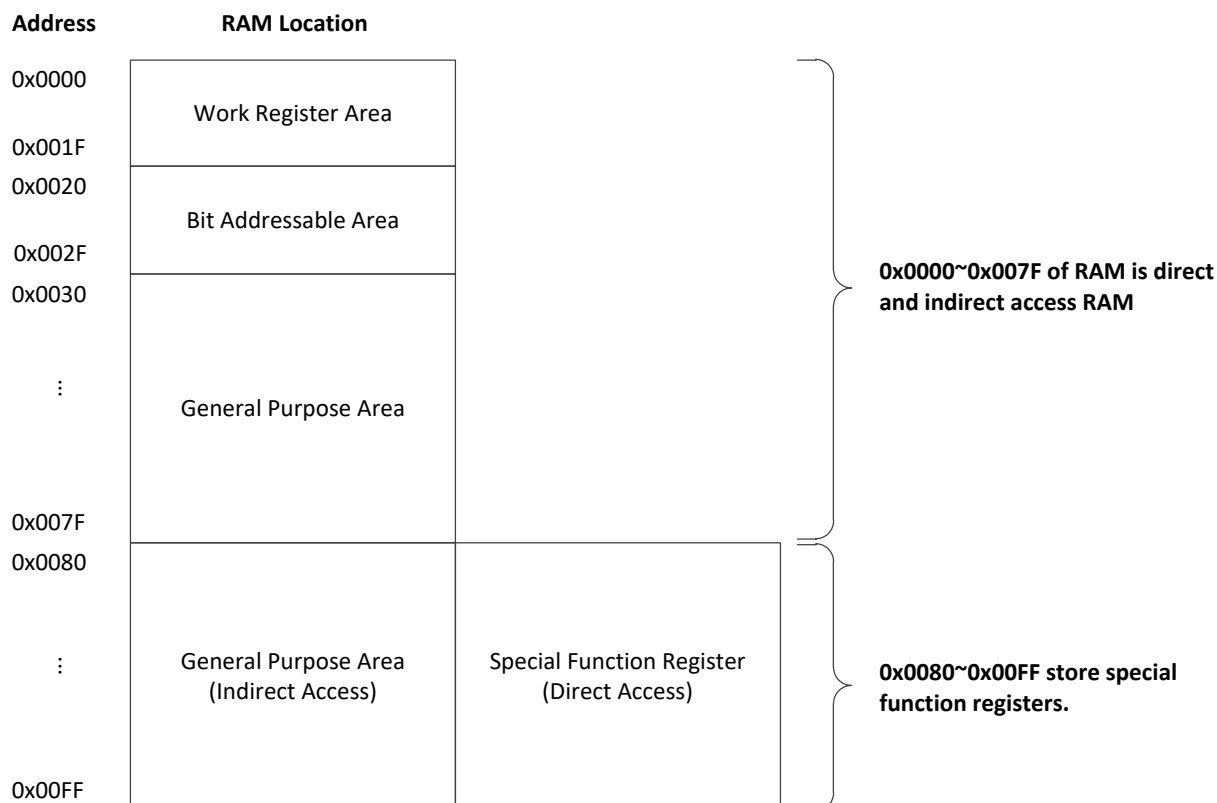 Address RAM Location
0x0000
Work Register Area
0x001F
0x0020
Bit Addressable Area
0x002F
0x0030
0x0000~0x007F of RAM is direct
and indirect access RAM
⋮
General Purpose Area
0x007F
0x0080
⋮
General Purpose Area
(Indirect Access)
Special Function Register
(Direct Access)
0x0080~0x00FF store special
function registers.
0x00FF